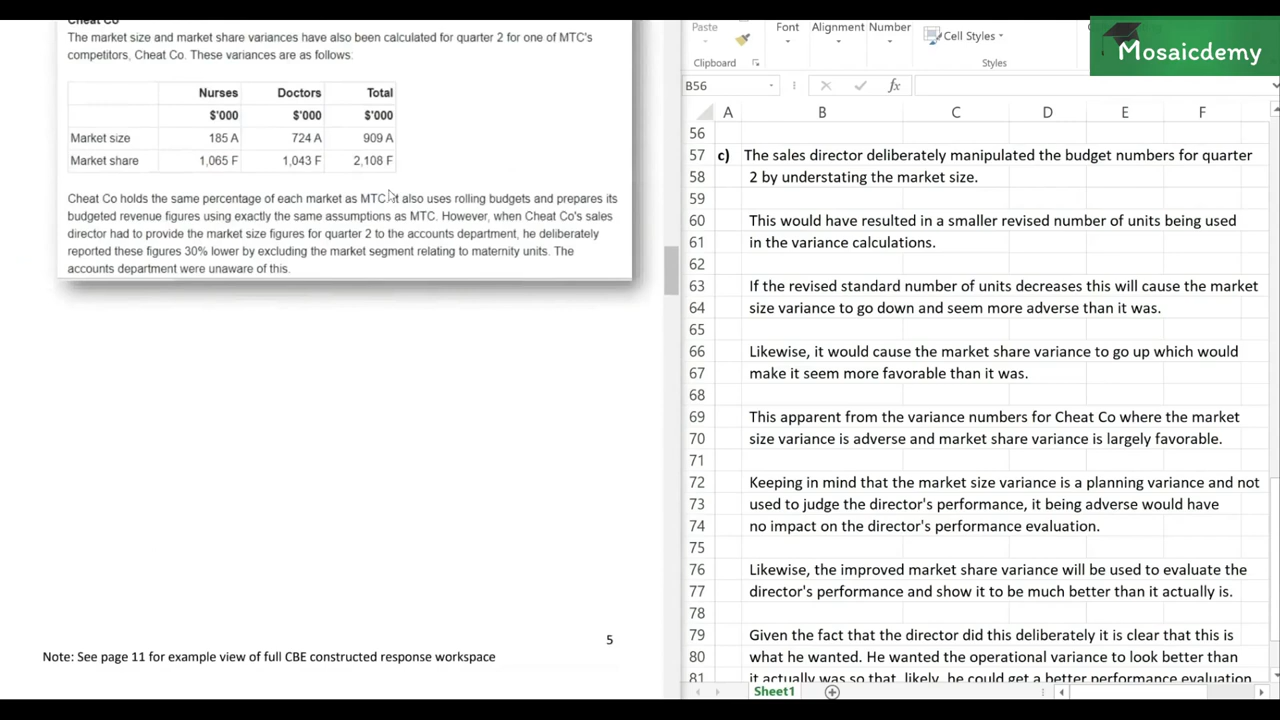 Cheat Co
The market size and market share variances have also been calculated for quarter 2 for one of MTC's
competitors, Cheat Co. These variances are as follows:
Nurses Doctors Total
$'000 $'000 $'000
Market size 185 A 724 A 909 A
Market share 1,065 F 1,043 F 2,108 F
Cheat Co holds the same percentage of each market as MTC. It also uses rolling budgets and prepares its
budgeted revenue figures using exactly the same assumptions as MTC. However, when Cheat Co's sales
director had to provide the market size figures for quarter 2 to the accounts department, he deliberately
reported these figures 30% lower by excluding the market segment relating to maternity units. The
accounts department were unaware of this.
5
Note: See page 11 for example view of full CBE constructed response workspace
Paste Font Alignment Number Cell Styles
Clipboard Styles
Mosaicdemy
B56 fx
A B C D E F
56
57 c) The sales director deliberately manipulated the budget numbers for quarter
58 2 by understating the market size.
59
60 This would have resulted in a smaller revised number of units being used
61 in the variance calculations.
62
63 If the revised standard number of units decreases this will cause the market
64 size variance to go down and seem more adverse than it was.
65
66 Likewise, it would cause the market share variance to go up which would
67 make it seem more favorable than it was.
68
69 This apparent from the variance numbers for Cheat Co where the market
70 size variance is adverse and market share variance is largely favorable.
71
72 Keeping in mind that the market size variance is a planning variance and not
73 used to judge the director's performance, it being adverse would have
74 no impact on the director's performance evaluation.
75
76 Likewise, the improved market share variance will be used to evaluate the
77 director's performance and show it to be much better than it actually is.
78
79 Given the fact that the director did this deliberately it is clear that this is
80 what he wanted. He wanted the operational variance to look better than
81 it actually was so that, likely, he could get a better performance evaluation
Sheet1